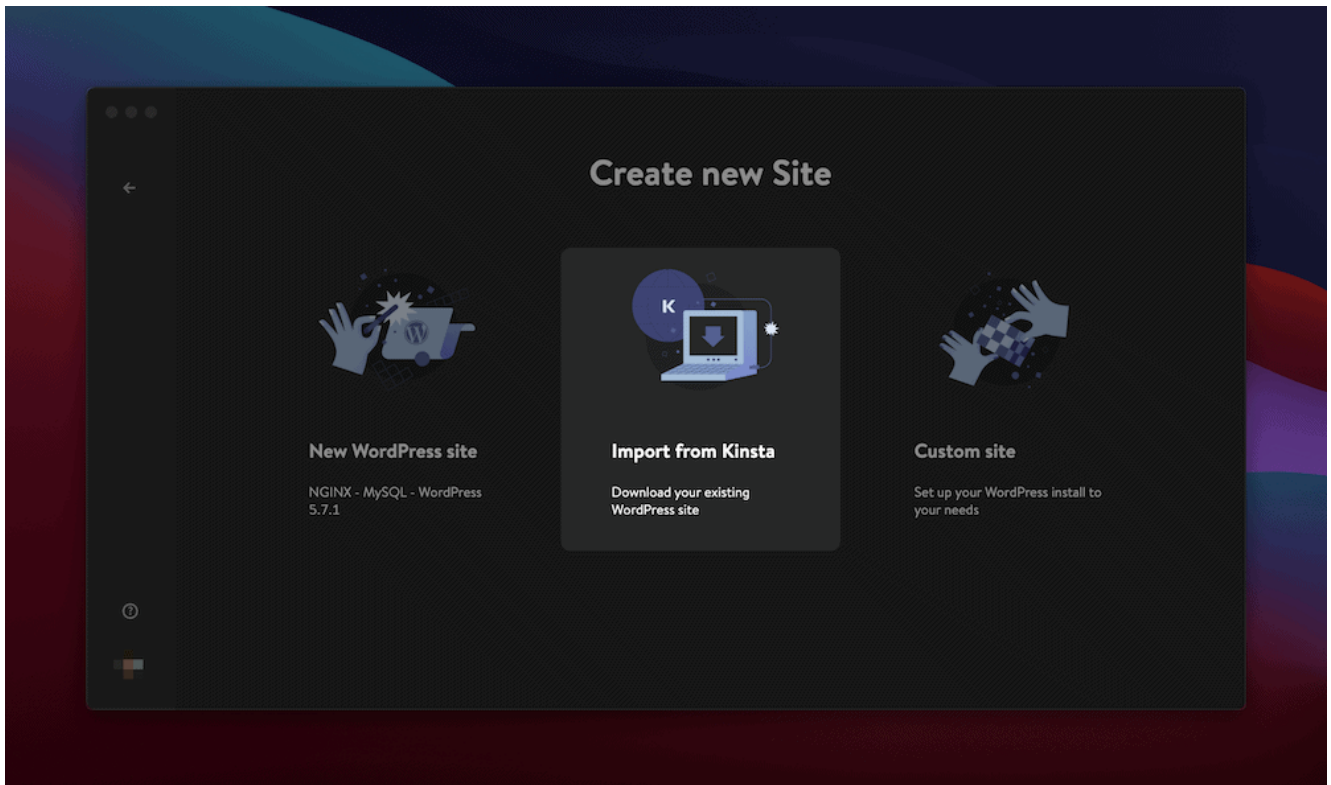 Create new Site
K
New WordPress site
NGINX - MySQL - WordPress
5.7.1
Import from Kinsta
Download your existing
WordPress site
Custom site
Set up your WordPress install to
your needs